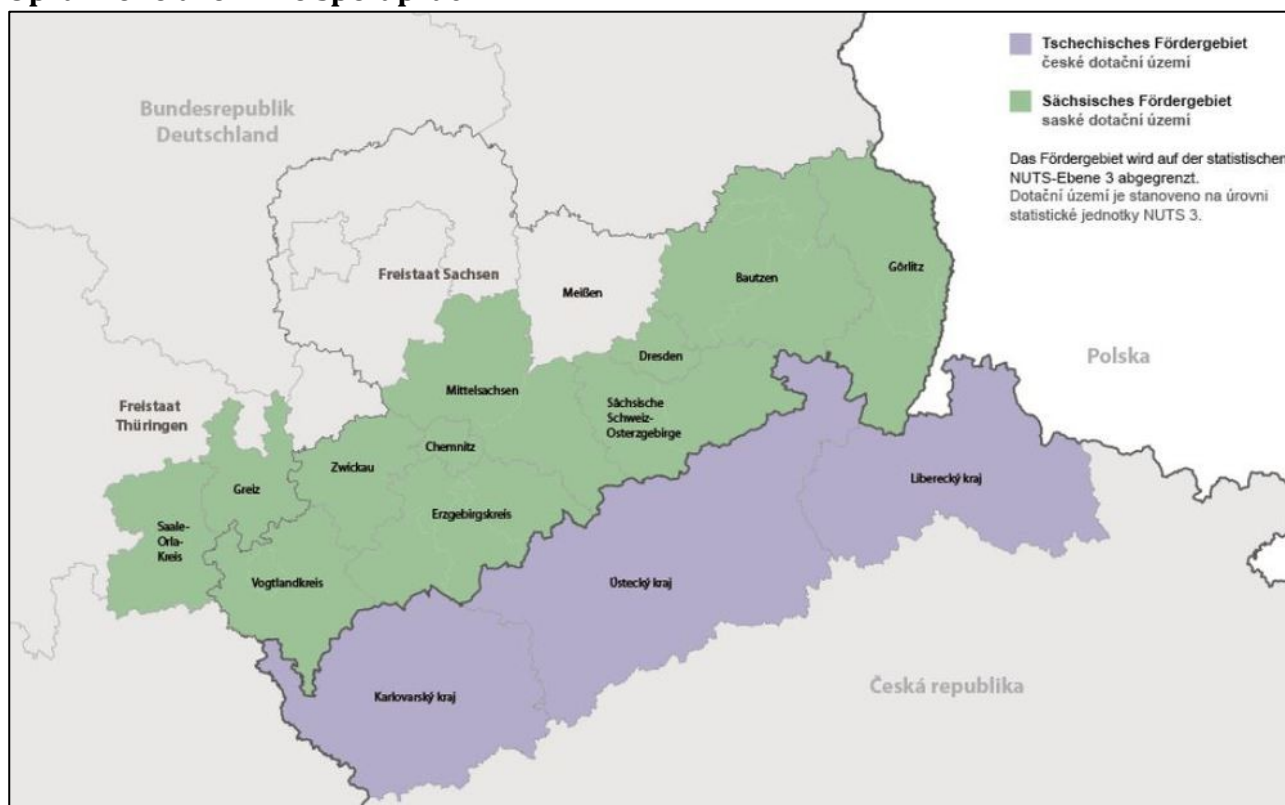 Bundesrepublik
Deutschland
Tschechisches Fördergebiet
české dotační území
Sächsisches Fördergebiet
saské dotační území
Das Fördergebiet wird auf der statistischen
NUTS-Ebene 3 abgegrenzt.
Dotační území je stanoveno na úrovni
statistické jednotky NUTS 3.
Freistaat Sachsen
Meißen
Bautzen
Görlitz
Dresden
Polska
Mittelsachsen
Freistaat
Thüringen
Sächsische
Schweiz-
Osterzgebirge
Chemnitz
Zwickau
Greiz
Liberecký kraj
Erzgebirgskreis
Saale-
Orla-
Kreis
Vogtlandkreis
Ústecký kraj
Karlovarský kraj
Česká republika